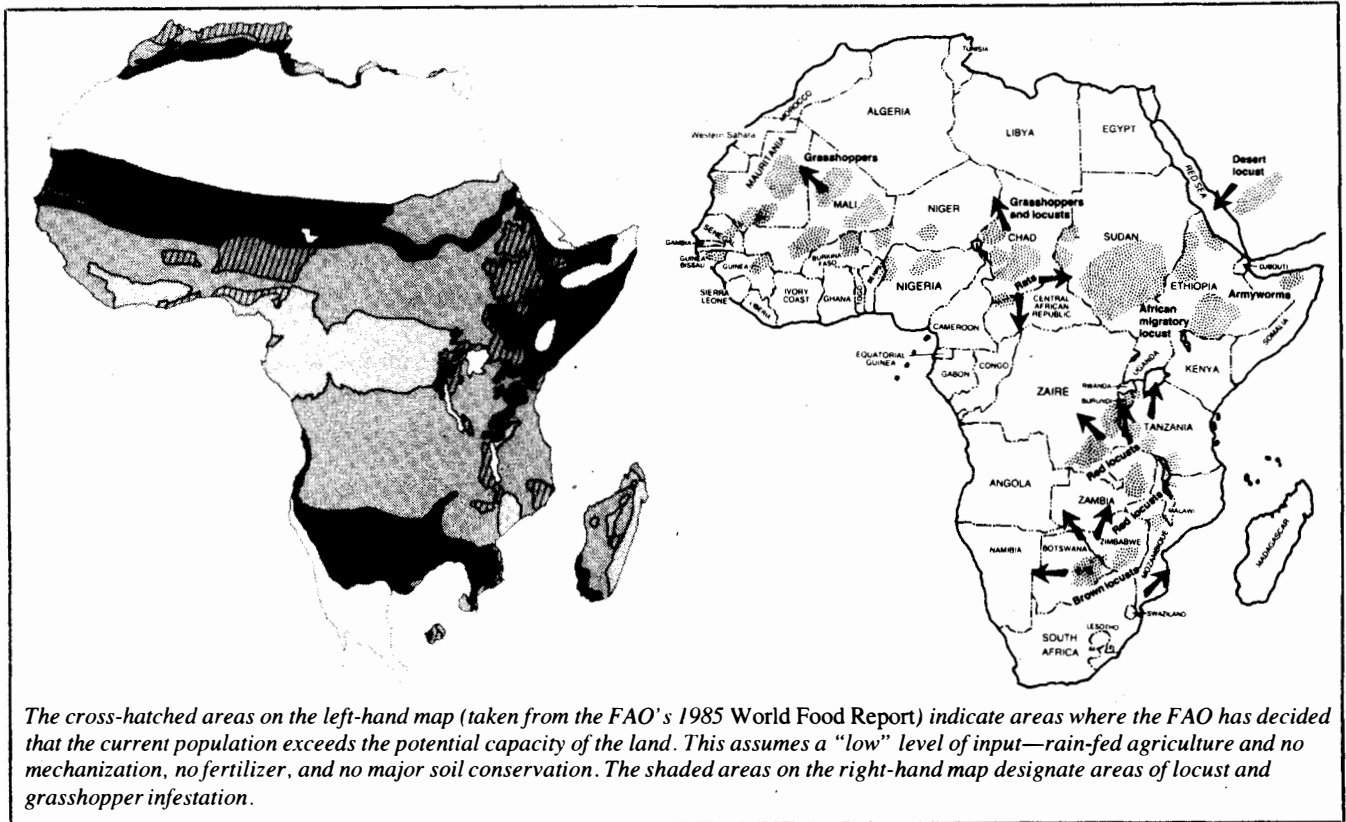 TUNISIA
MOROCCO
ALGERIA
LIBYA
EGYPT
Western Sahara
MAURITANIA
Grasshoppers
RED SEA
Desert
locust
MALI
NIGER
Grasshoppers
and locusts
CHAD
SUDAN
SENEGAL
GAMBIA
GUINEA
BISSAU
GUINEA
BURKINA
FASO
NIGERIA
Rats
DJIBOUTI
ETHIOPIA
Armyworms
SIERRA
LEONE
LIBERIA
IVORY
COAST
GHANA
TOGO
BENIN
CENTRAL
AFRICAN
REPUBLIC
African
migratory
locust
SOMALIA
CAMEROON
EQUATORIAL
GUINEA
GABON
CONGO
UGANDA
KENYA
ZAIRE
RWANDA
BURUNDI
TANZANIA
Red locusts
ANGOLA
ZAMBIA
Red locusts
MALAWI
NAMIBIA
BOTSWANA
ZIMBABWE
MOZAMBIQUE
MADAGASCAR
Brown locusts
SWAZILAND
LESOTHO
SOUTH
AFRICA
The cross-hatched areas on the left-hand map (taken from the FAO's 1985 World Food Report) indicate areas where the FAO has decided
that the current population exceeds the potential capacity of the land. This assumes a "low" level of input—rain-fed agriculture and no
mechanization, no fertilizer, and no major soil conservation. The shaded areas on the right-hand map designate areas of locust and
grasshopper infestation.